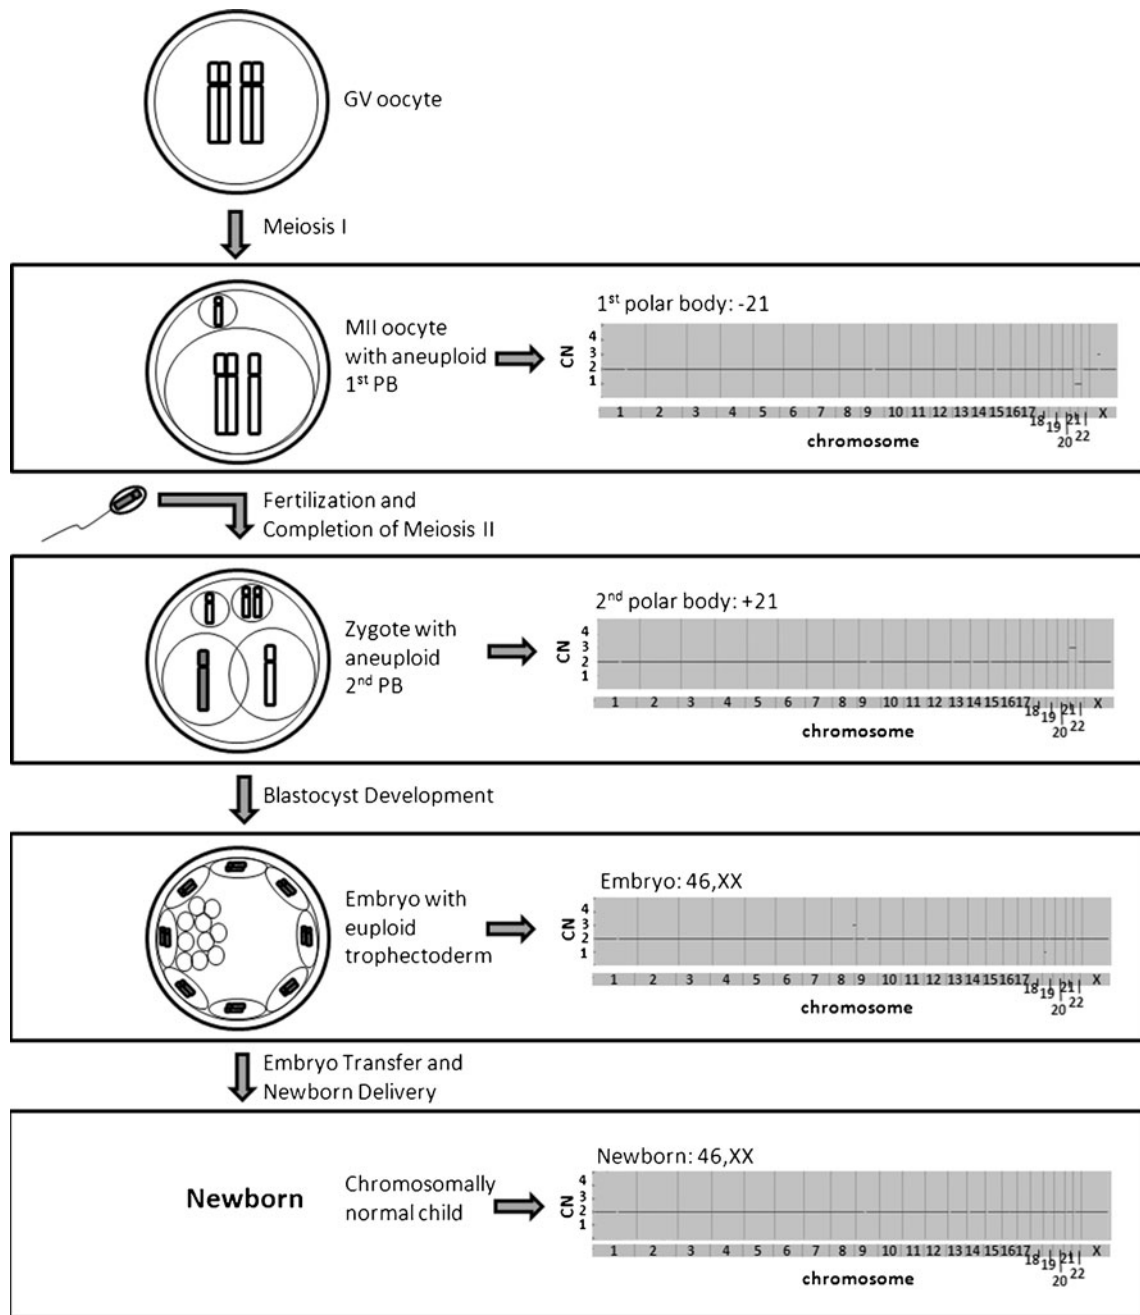 GV oocyte
Meiosis I
MII oocyte
with aneuploid
1st PB
1st polar body: -21
CN
4
3
2
1
1 2 3 4 5 6 7 8 9 10 11 12 13 14 15 16 17 18 19 20 21 22 X
chromosome
Fertilization and
Completion of Meiosis II
Zygote with
aneuploid
2nd PB
2nd polar body: +21
CN
4
3
2
1
1 2 3 4 5 6 7 8 9 10 11 12 13 14 15 16 17 18 19 20 21 22 X
chromosome
Blastocyst Development
Embryo with
euploid
trophectoderm
Embryo: 46,XX
CN
4
3
2
1
1 2 3 4 5 6 7 8 9 10 11 12 13 14 15 16 17 18 19 20 21 22 X
chromosome
Embryo Transfer and
Newborn Delivery
Newborn
Chromosomally
normal child
Newborn: 46,XX
CN
4
3
2
1
1 2 3 4 5 6 7 8 9 10 11 12 13 14 15 16 17 18 19 20 21 22 X
chromosome